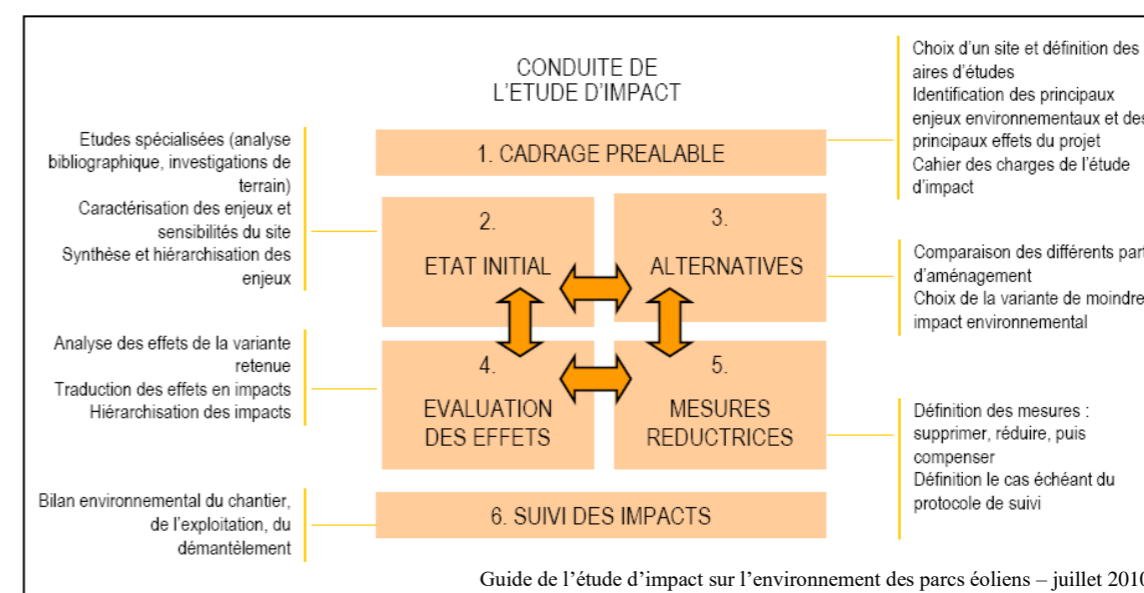 CONDUITE DE
L'ETUDE D'IMPACT
Choix d'un site et définition des
aires d'études
Identification des principaux
enjeux environnementaux et des
principaux effets du projet
Cahier des charges de l'étude
d'impact
1. CADRAGE PREALABLE
Etudes spécialisées (analyse
bibliographique, investigations de
terrain)
Caractérisation des enjeux et
sensibilités du site
Synthèse et hiérarchisation des
enjeux
2.
ETAT INITIAL
3.
ALTERNATIVES
Comparaison des différents part
d'aménagement
Choix de la variante de moindre
impact environnemental
Analyse des effets de la variante
retenue
Traduction des effets en impacts
Hiérarchisation des impacts
4.
EVALUATION
DES EFFETS
5.
MESURES
REDUCTRICES
Définition des mesures :
supprimer, réduire, puis
compenser
Définition le cas échéant du
protocole de suivi
Bilan environnemental du chantier,
de l'exploitation, du
démantèlement
6. SUIVI DES IMPACTS
Guide de l'étude d'impact sur l'environnement des parcs éoliens – juillet 2010